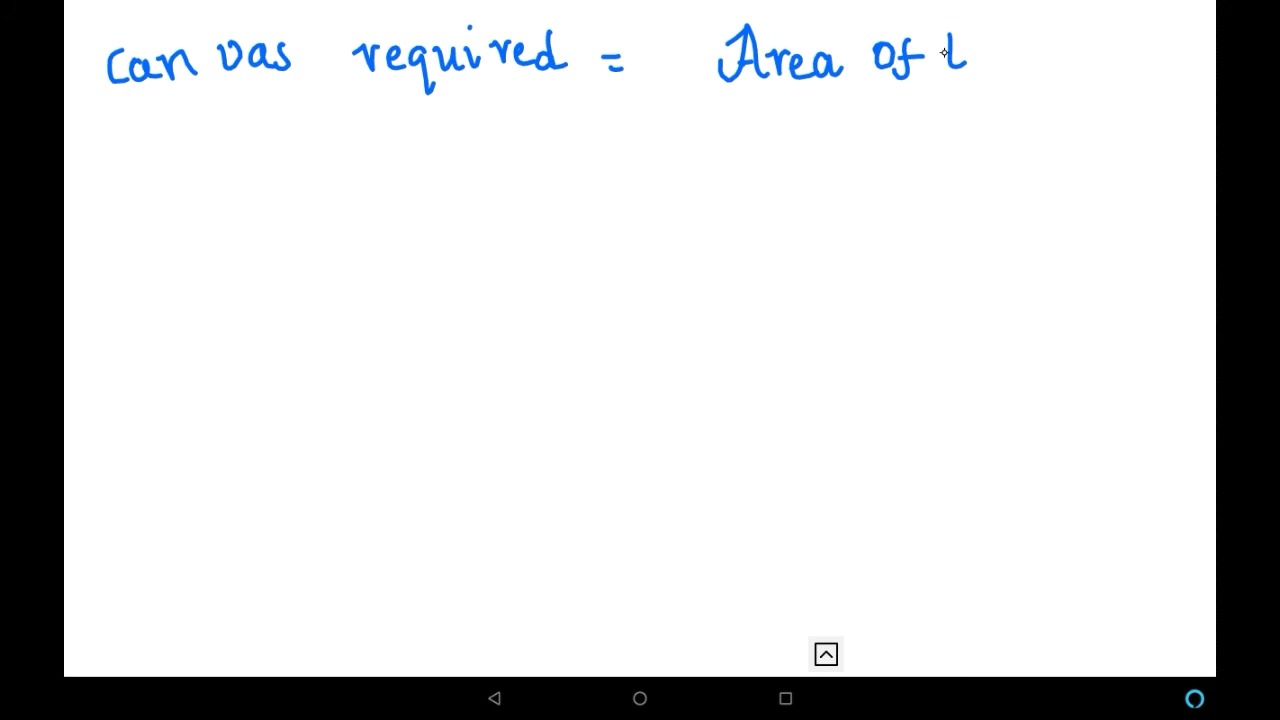 Canvas required = Area of l